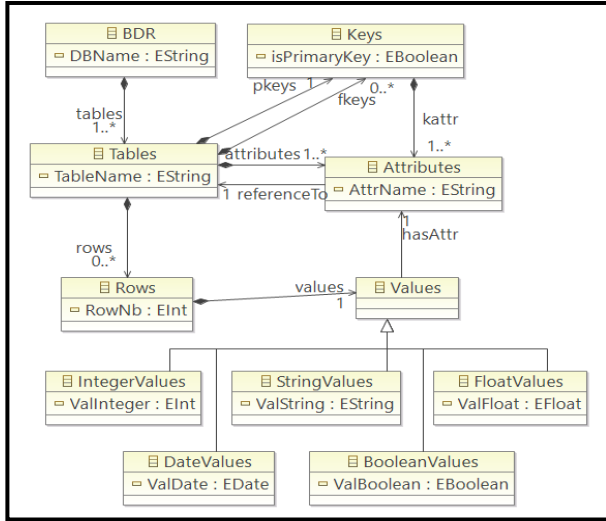 BDR
DBName : EString
Keys
isPrimaryKey : EBoolean
pkeys 1
0..*
fkeys
tables
1..*
kattr
1..*
Tables
TableName : EString
attributes 1..*
Attributes
AttrName : EString
1 referenceTo
1
hasAttr
rows
0..*
Rows
RowNb : EInt
values
1
Values
IntegerValues
ValInteger : EInt
StringValues
ValString : EString
FloatValues
ValFloat : EFloat
DateValues
ValDate : EDate
BooleanValues
ValBoolean : EBoolean